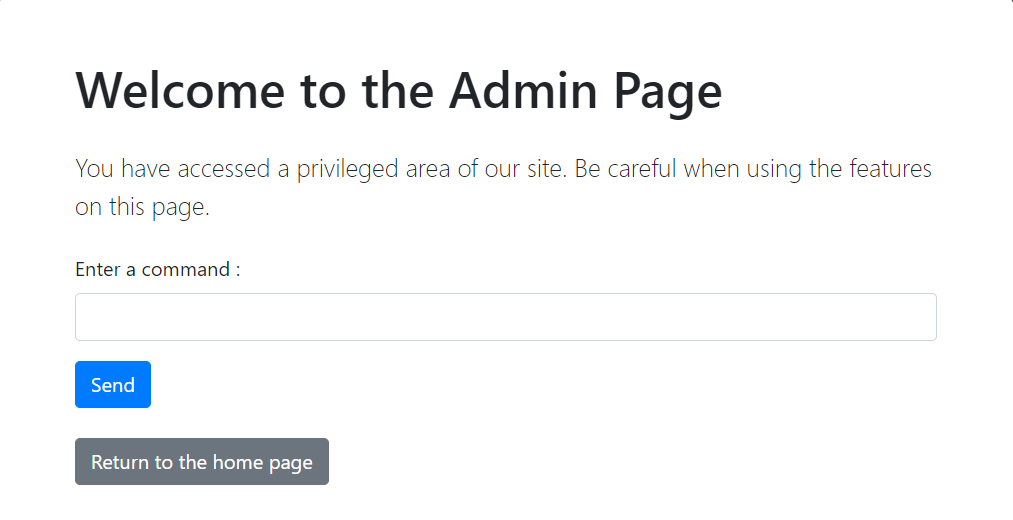 Welcome to the Admin Page
You have accessed a privileged area of our site. Be careful when using the features
on this page.
Enter a command :
Send
Return to the home page